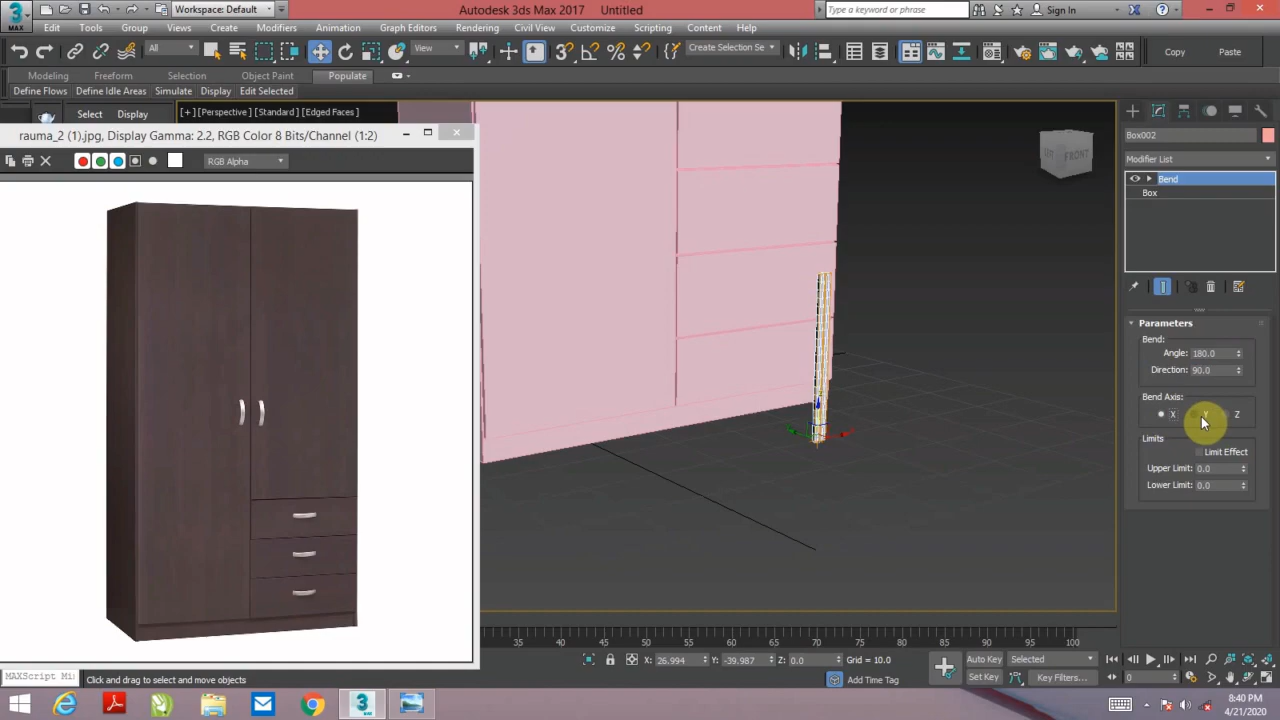 3
MAX
Workspace: Default
Autodesk 3ds Max 2017 Untitled
Type a keyword or phrase
Sign In
Edit Tools Group Views Create Modifiers Animation Graph Editors Rendering Civil View Customize Scripting Content Help
All
View
Create Selection Se
Copy Paste
Modeling Freeform Selection Object Paint Populate
Define Flows Define Idle Areas Simulate Display Edit Selected
Select Display
[+] [Perspective] [Standard] [Edged Faces]
rauma_2 (1).jpg, Display Gamma: 2.2, RGB Color 8 Bits/Channel (1:2)
RGB Alpha
FRONT
Box002
Modifier List
Bend
Box
Parameters
Bend:
Angle: 180.0
Direction: 90.0
Bend Axis:
X Y Z
Limits
Limit Effect
Upper Limit: 0.0
Lower Limit: 0.0
35 40 45 50 55 60 65 70 75 80 85 90 95 100
MAXScript Mi
X: 26.994 Y: -39.987 Z: 0.0 Grid = 10.0
Auto Key Selected
Click and drag to select and move objects
Add Time Tag
Set Key Key Filters... 0
8:40 PM
4/21/2020